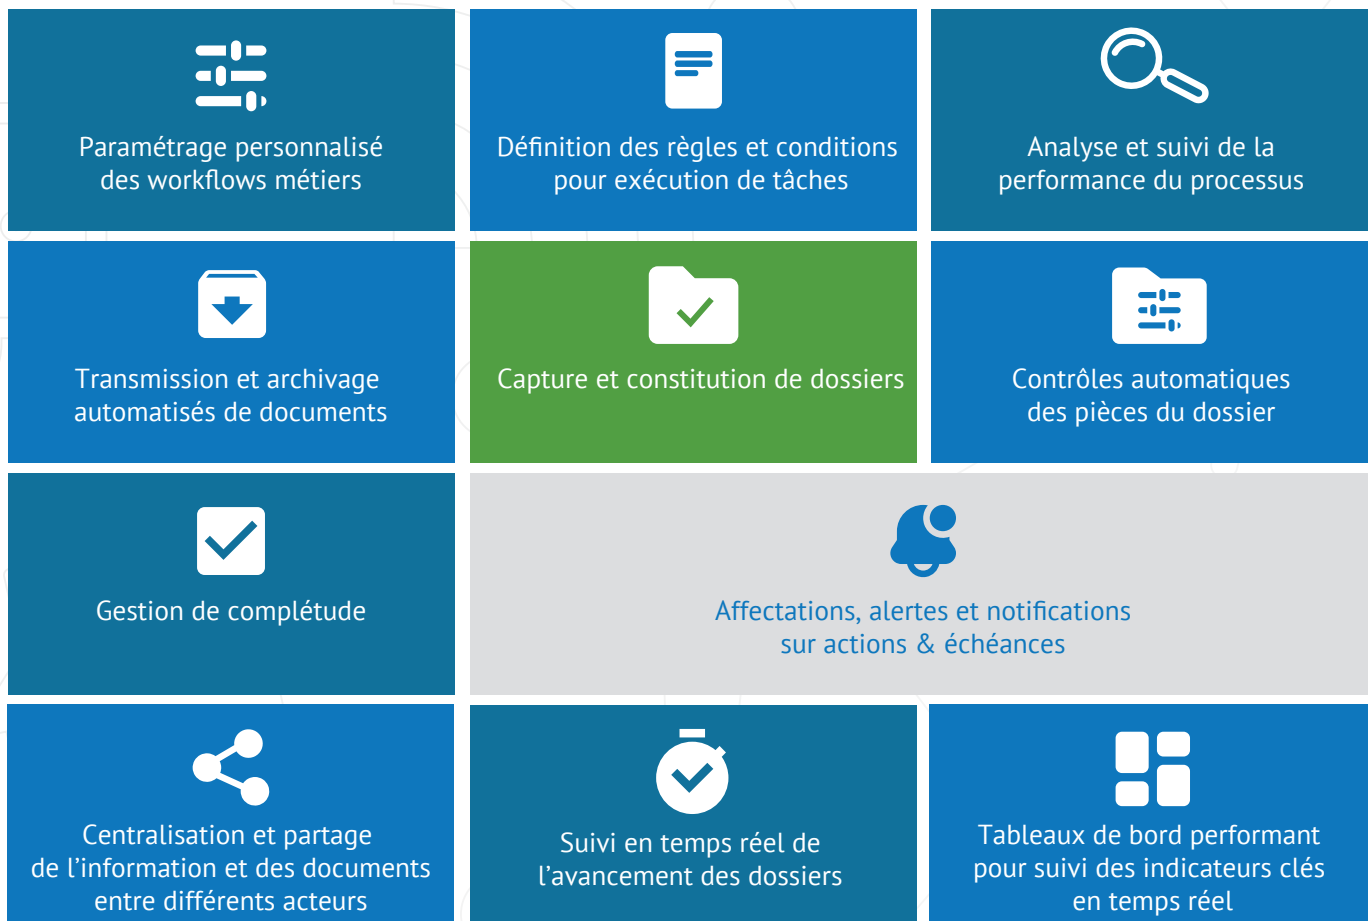 Paramétrage personnalisé
des workflows métiers
Définition des règles et conditions
pour exécution de tâches
Analyse et suivi de la
performance du processus
Transmission et archivage
automatisés de documents
Capture et constitution de dossiers
Contrôles automatiques
des pièces du dossier
Gestion de complétude
Affectations, alertes et notifications
sur actions & échéances
Centralisation et partage
de l’information et des documents
entre différents acteurs
Suivi en temps réel de
l’avancement des dossiers
Tableaux de bord performant
pour suivi des indicateurs clés
en temps réel